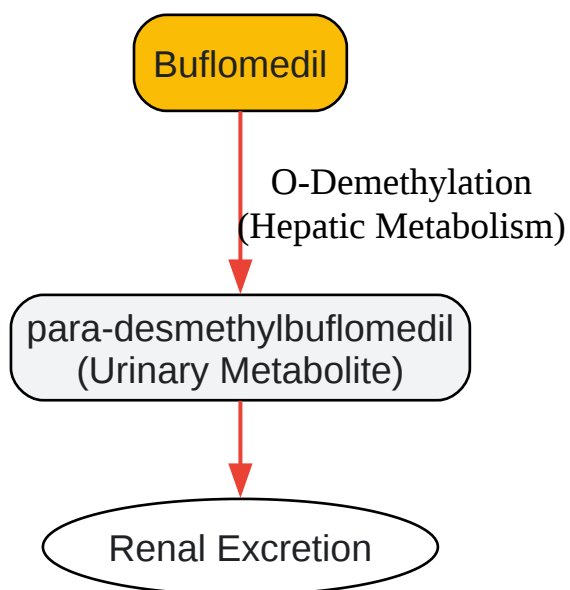 Buflomedil
O-Demethylation
(Hepatic Metabolism)
para-desmethylbuflomedil
(Urinary Metabolite)
Renal Excretion